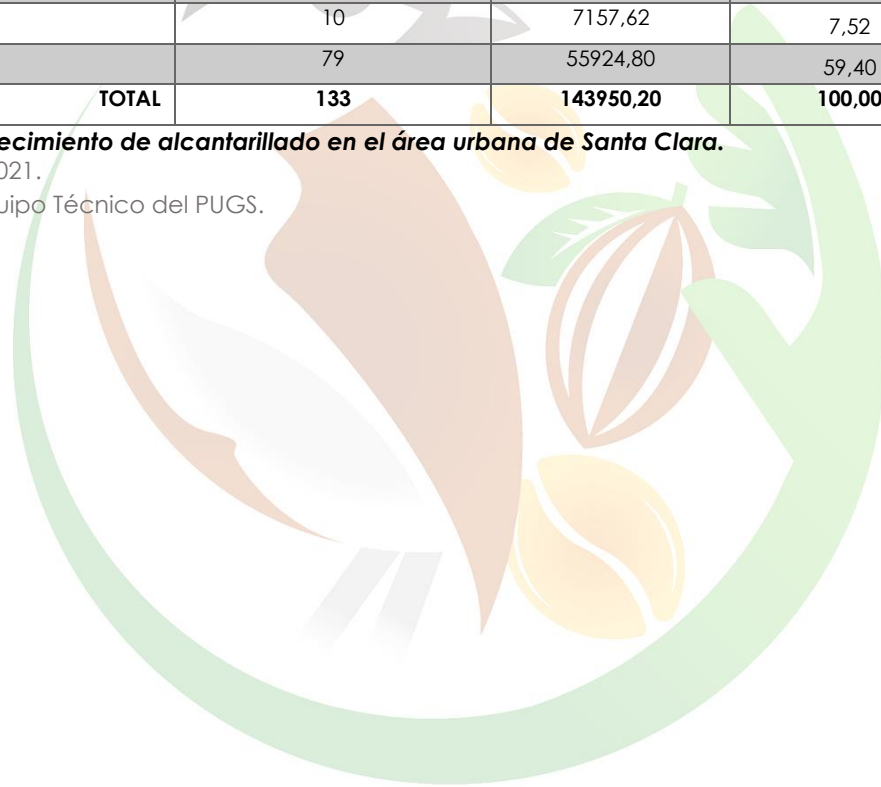 10 7157,62 7,52
79 55924,80 59,40
TOTAL 133 143950,20 100,00
ecimiento de alcantarillado en el área urbana de Santa Clara.
021.
uipo Técnico del PUGS.